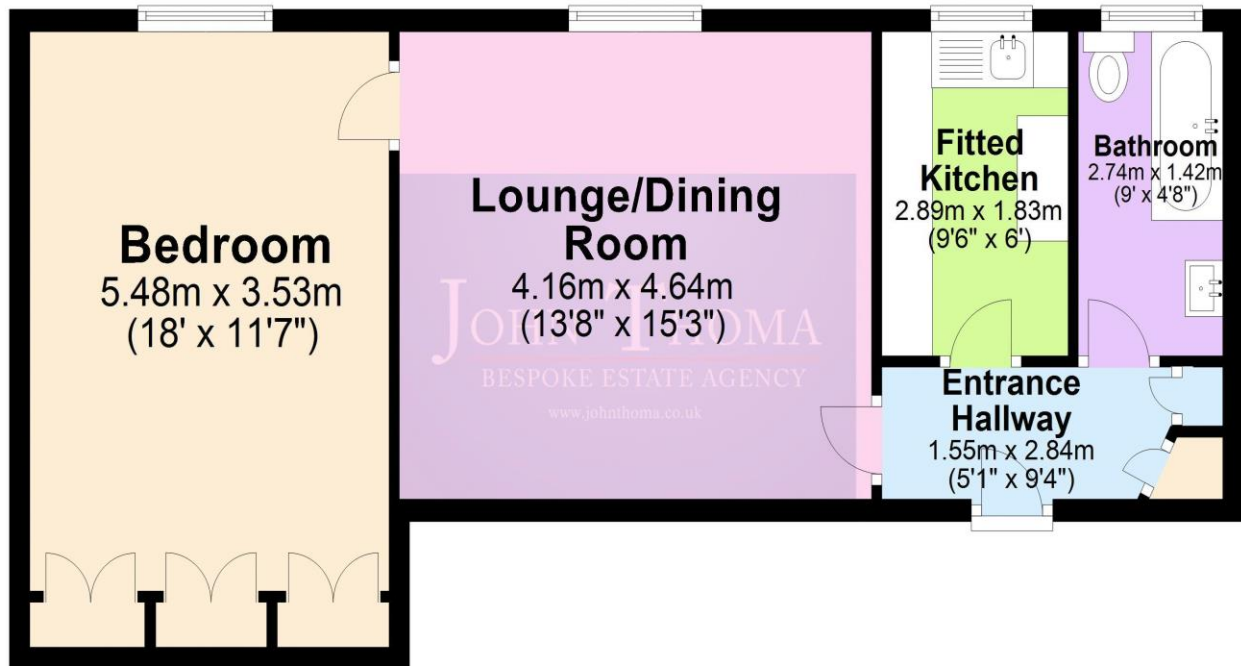 Bedroom
5.48m x 3.53m
(18' x 11'7")
Lounge/Dining
Room
4.16m x 4.64m
(13'8" x 15'3")
JOHN THOMA
BESPOKE ESTATE AGENCY
www.johnthoma.co.uk
Fitted
Kitchen
2.89m x 1.83m
(9'6" x 6')
Bathroom
2.74m x 1.42m
(9' x 4'8")
Entrance
Hallway
1.55m x 2.84m
(5'1" x 9'4")